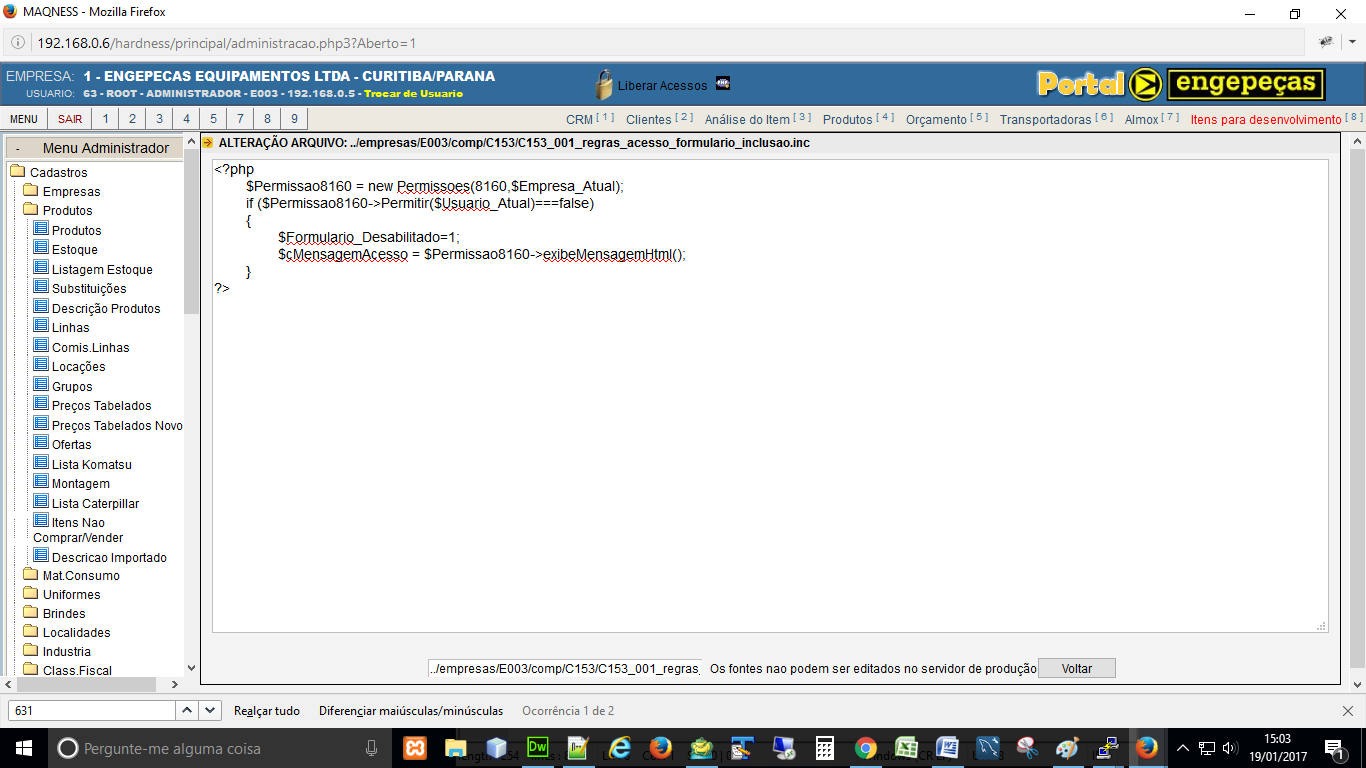 MAQNESS - Mozilla Firefox
192.168.0.6/hardness/principal/administracao.php3?Aberto=1
EMPRESA: 1 - ENGEPEÇAS EQUIPAMENTOS LTDA - CURITIBA/PARANA
USUARIO: 63 - ROOT - ADMINISTRADOR - E003 - 192.168.0.5 - Trocar de Usuario
Liberar Acessos
Portal engepeças
MENU SAIR 1 2 3 4 5 7 8 9
CRM [ 1 ] Clientes [ 2 ] Análise do Item [ 3 ] Produtos [ 4 ] Orçamento [ 5 ] Transportadoras [ 6 ] Almox [ 7 ] Itens para desenvolvimento [ 8 ]
- Menu Administrador
Cadastros
Empresas
Produtos
Produtos
Estoque
Listagem Estoque
Substituições
Descrição Produtos
Linhas
Comis.Linhas
Locações
Grupos
Preços Tabelados
Preços Tabelados Novo
Ofertas
Lista Komatsu
Montagem
Lista Caterpillar
Itens Nao
Comprar/Vender
Descricao Importado
Mat.Consumo
Uniformes
Brindes
Localidades
Industria
Class.Fiscal
ALTERAÇÃO ARQUIVO: ../empresas/E003/comp/C153/C153_001_regras_acesso_formulario_inclusao.inc
<?php
$Permissao8160 = new Permissoes(8160,$Empresa_Atual);
if ($Permissao8160->Permitir($Usuario_Atual)===false)
{
$Formulario_Desabilitado=1;
$cMensagemAcesso = $Permissao8160->exibeMensagemHtml();
}
?>
../empresas/E003/comp/C153/C153_001_regras_ Os fontes nao podem ser editados no servidor de produção Voltar
631 Realçar tudo Diferenciar maiúsculas/minúsculas Ocorrência 1 de 2
Pergunte-me alguma coisa
Dw
15:03
19/01/2017
1